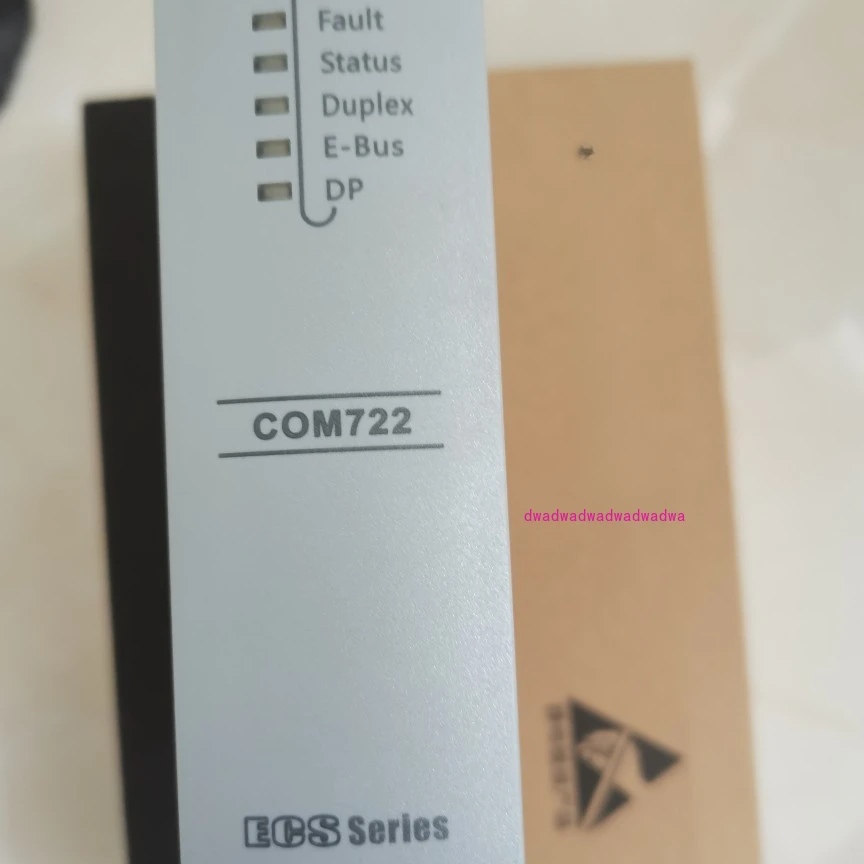 Fault
Status
Duplex
E-Bus
DP
COM722
dwadwadwadwadwadwa
ECS Series